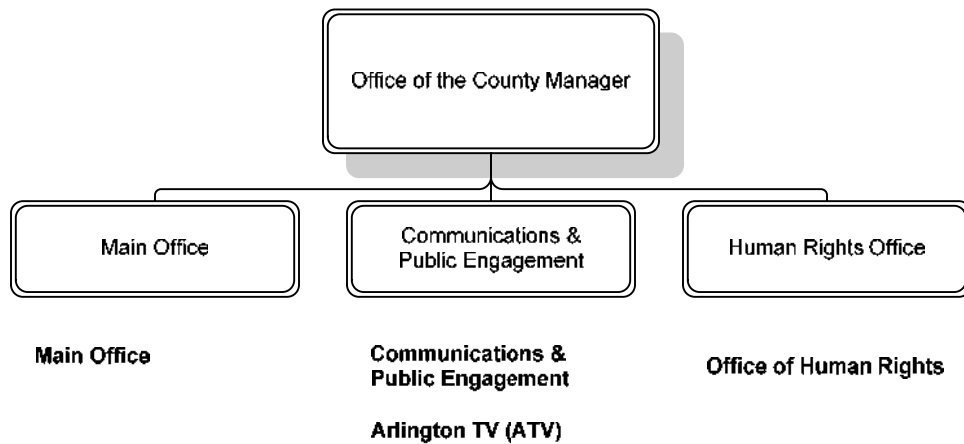 Office of the County Manager
Main Office
Communications &
Public Engagement
Human Rights Office
Main Office
Communications &
Public Engagement
Arlington TV (ATV)
Office of Human Rights